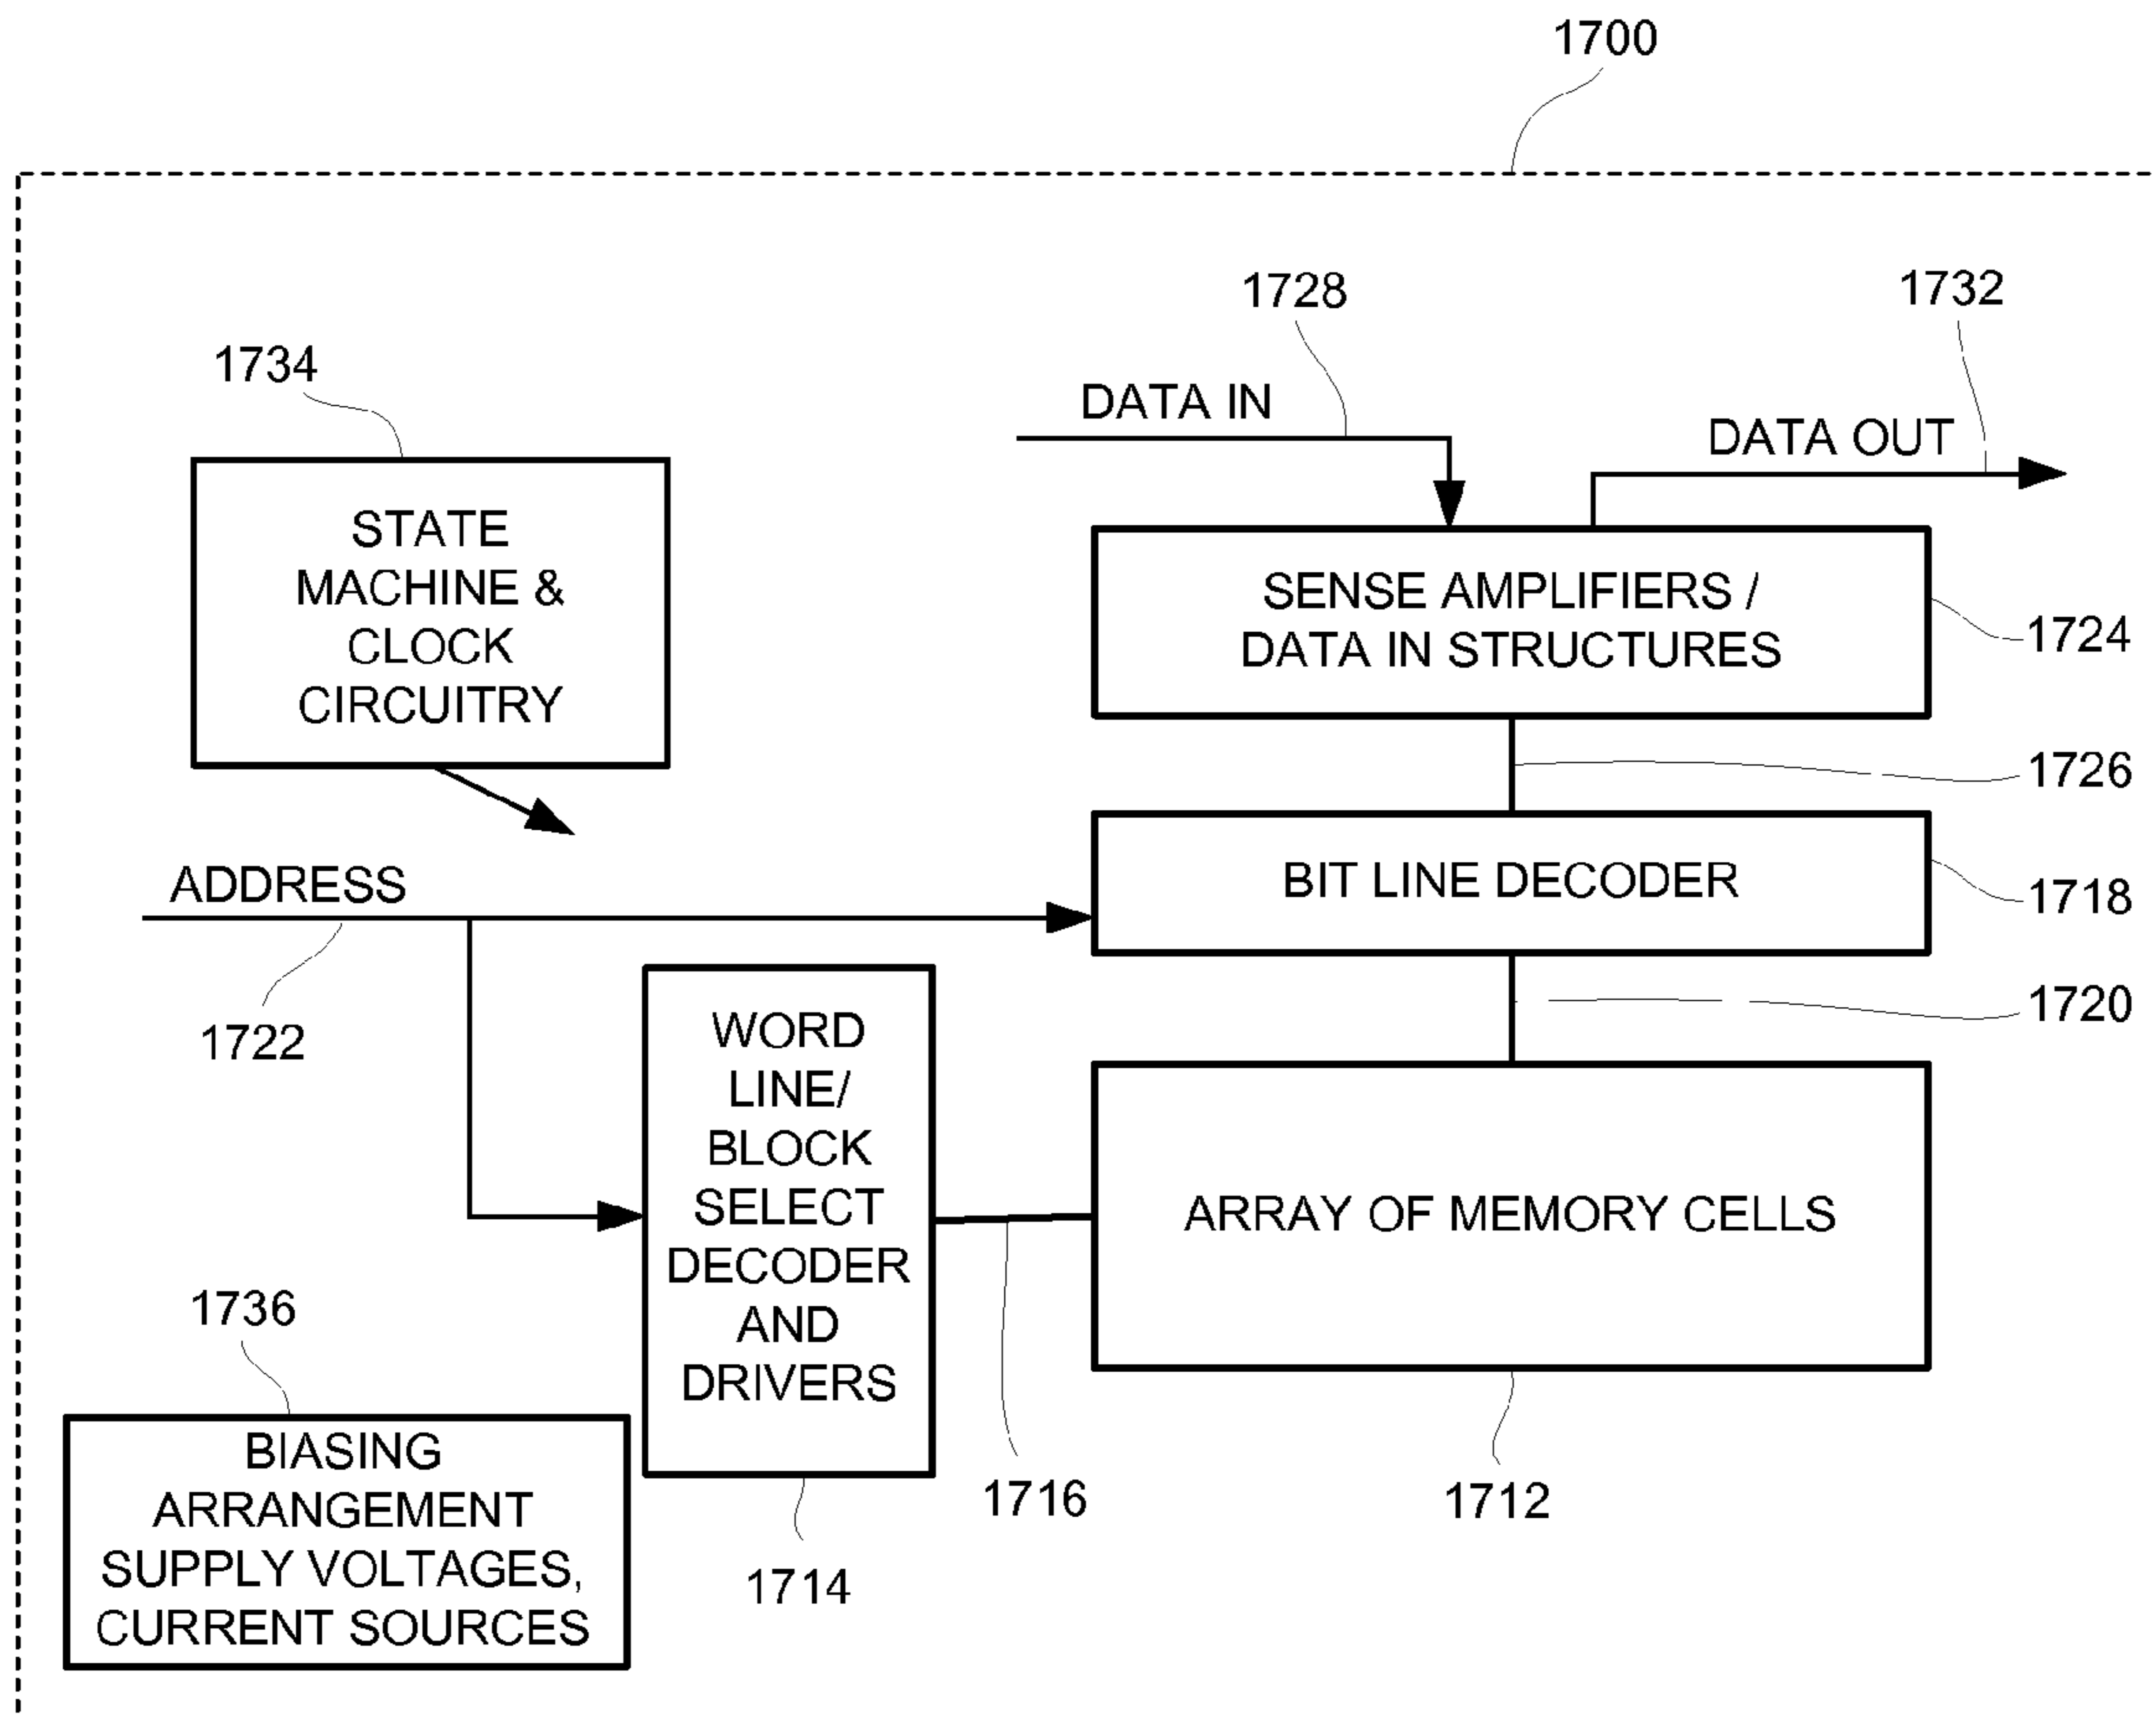 1700
1728
1732
1734
DATA IN
DATA OUT
STATE
MACHINE &
CLOCK
CIRCUITRY
SENSE AMPLIFIERS /
DATA IN STRUCTURES
1724
1726
ADDRESS
BIT LINE DECODER
1718
1722
1720
WORD
LINE/
BLOCK
SELECT
DECODER
AND
DRIVERS
ARRAY OF MEMORY CELLS
1736
1716
1712
BIASING
ARRANGEMENT
SUPPLY VOLTAGES,
CURRENT SOURCES
1714